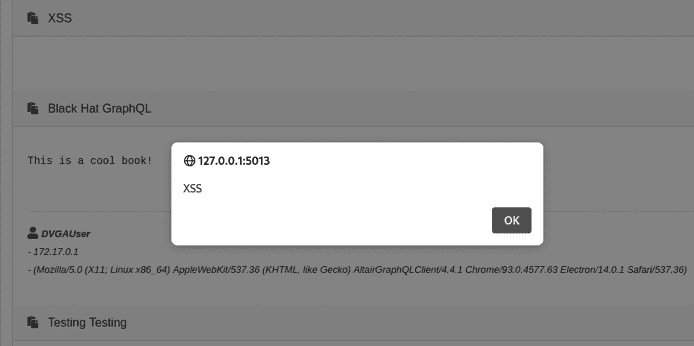 XSS
Black Hat GraphQL
This is a cool book!
127.0.0.1:5013
XSS
OK
DVGAUser
- 172.17.0.1
- (Mozilla/5.0 (X11; Linux x86_64) AppleWebKit/537.36 (KHTML, like Gecko) AltairGraphQLClient/4.4.1 Chrome/93.0.4577.63 Electron/14.0.1 Safari/537.36)
Testing Testing